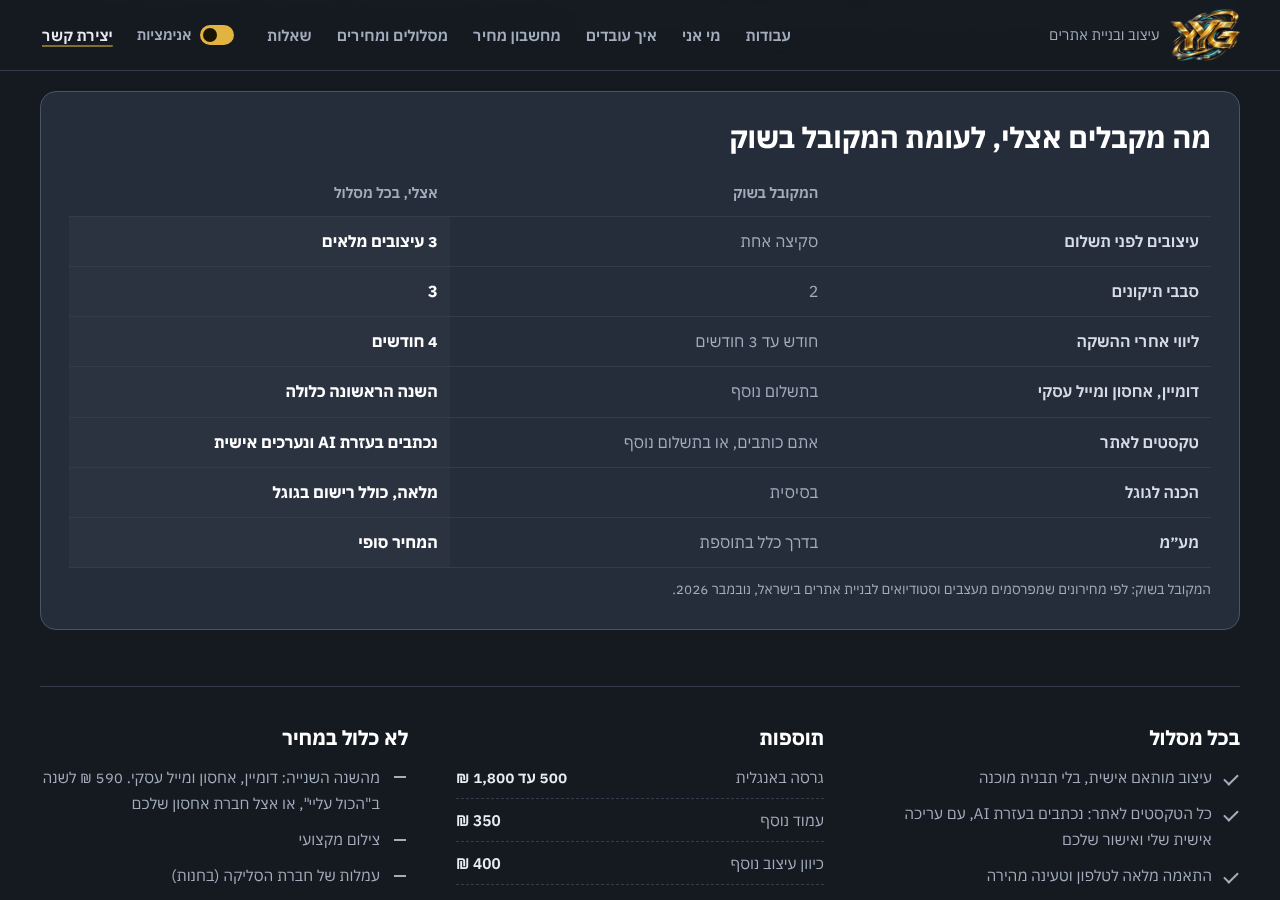 YYG
עיצוב ובניית אתרים
עבודות
מי אני
איך עובדים
מחשבון מחיר
מסלולים ומחירים
שאלות
אנימציות
יצירת קשר
מה מקבלים אצלי, לעומת המקובל בשוק
המקובל בשוק
אצלי, בכל מסלול
עיצובים לפני תשלום סקיצה אחת 3 עיצובים מלאים
סבבי תיקונים 2 3
ליווי אחרי ההשקה חודש עד 3 חודשים 4 חודשים
דומיין, אחסון ומייל עסקי בתשלום נוסף השנה הראשונה כלולה
טקסטים לאתר אתם כותבים, או בתשלום נוסף נכתבים בעזרת AI ונערכים אישית
הכנה לגוגל בסיסית מלאה, כולל רישום בגוגל
מע״מ בדרך כלל בתוספת המחיר סופי
המקובל בשוק: לפי מחירונים שמפרסמים מעצבים וסטודיואים לבניית אתרים בישראל, נובמבר 2026.
בכל מסלול
עיצוב מותאם אישית, בלי תבנית מוכנה
כל הטקסטים לאתר: נכתבים בעזרת AI, עם עריכה
אישית שלי ואישור שלכם
התאמה מלאה לטלפון וטעינה מהירה
תוספות
גרסה באנגלית 500 עד 1,800 ₪
עמוד נוסף 350 ₪
כיוון עיצוב נוסף 400 ₪
לא כלול במחיר
מהשנה השנייה: דומיין, אחסון ומייל עסקי. 590 ₪ לשנה
ב"הכול עליי", או אצל חברת אחסון שלכם
צילום מקצועי
עמלות של חברת הסליקה (בחנות)